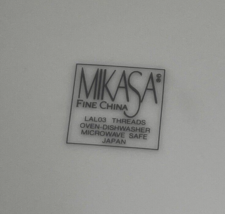 MIKASA
FINE CHINA
LAL03 THREADS
OVEN-DISHWASHER
MICROWAVE SAFE
JAPAN